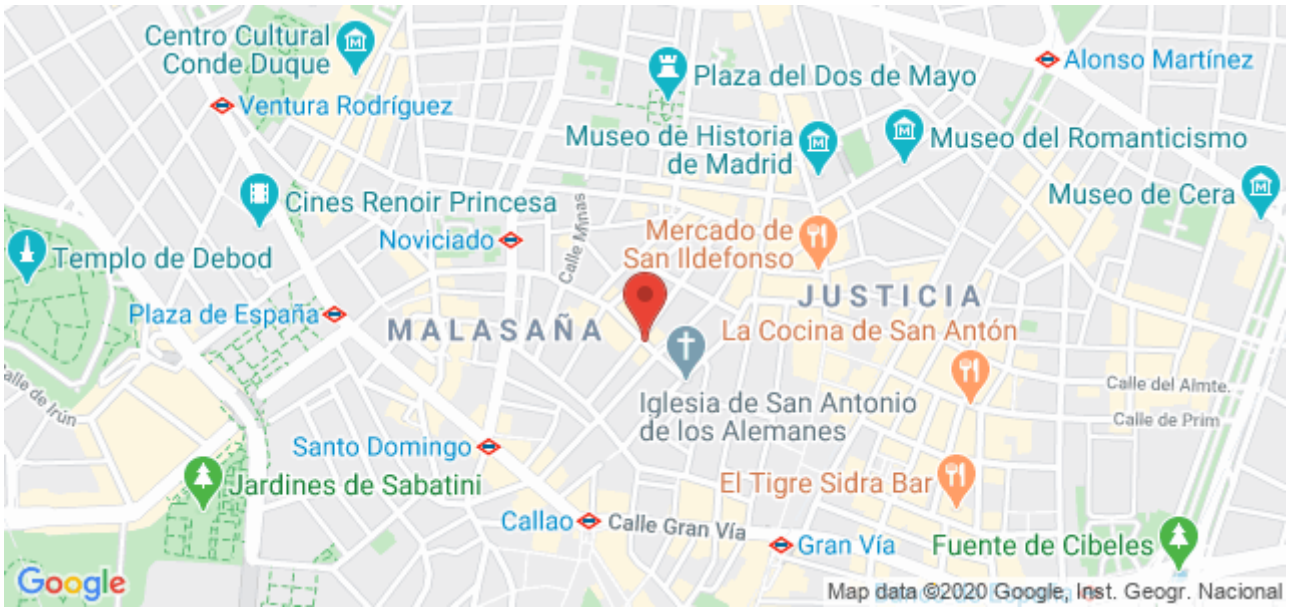 Centro Cultural
Conde Duque
Alonso Martínez
Plaza del Dos de Mayo
Ventura Rodríguez
Museo de Historia
de Madrid
Museo del Romanticismo
Museo de Cera
Cines Renoir Princesa
Calle Minas
Noviciado
Mercado de
San Ildefonso
Templo de Debod
JUSTICIA
Plaza de España
MALASAÑA
La Cocina de San Antón
Calle de Irún
Calle del Almte.
Iglesia de San Antonio
de los Alemanes
Calle de Prim
Santo Domingo
Jardines de Sabatini
El Tigre Sidra Bar
Callao
Calle Gran Vía
Gran Vía
Fuente de Cibeles
Google
Map data ©2020 Google, Inst. Geogr. Nacional